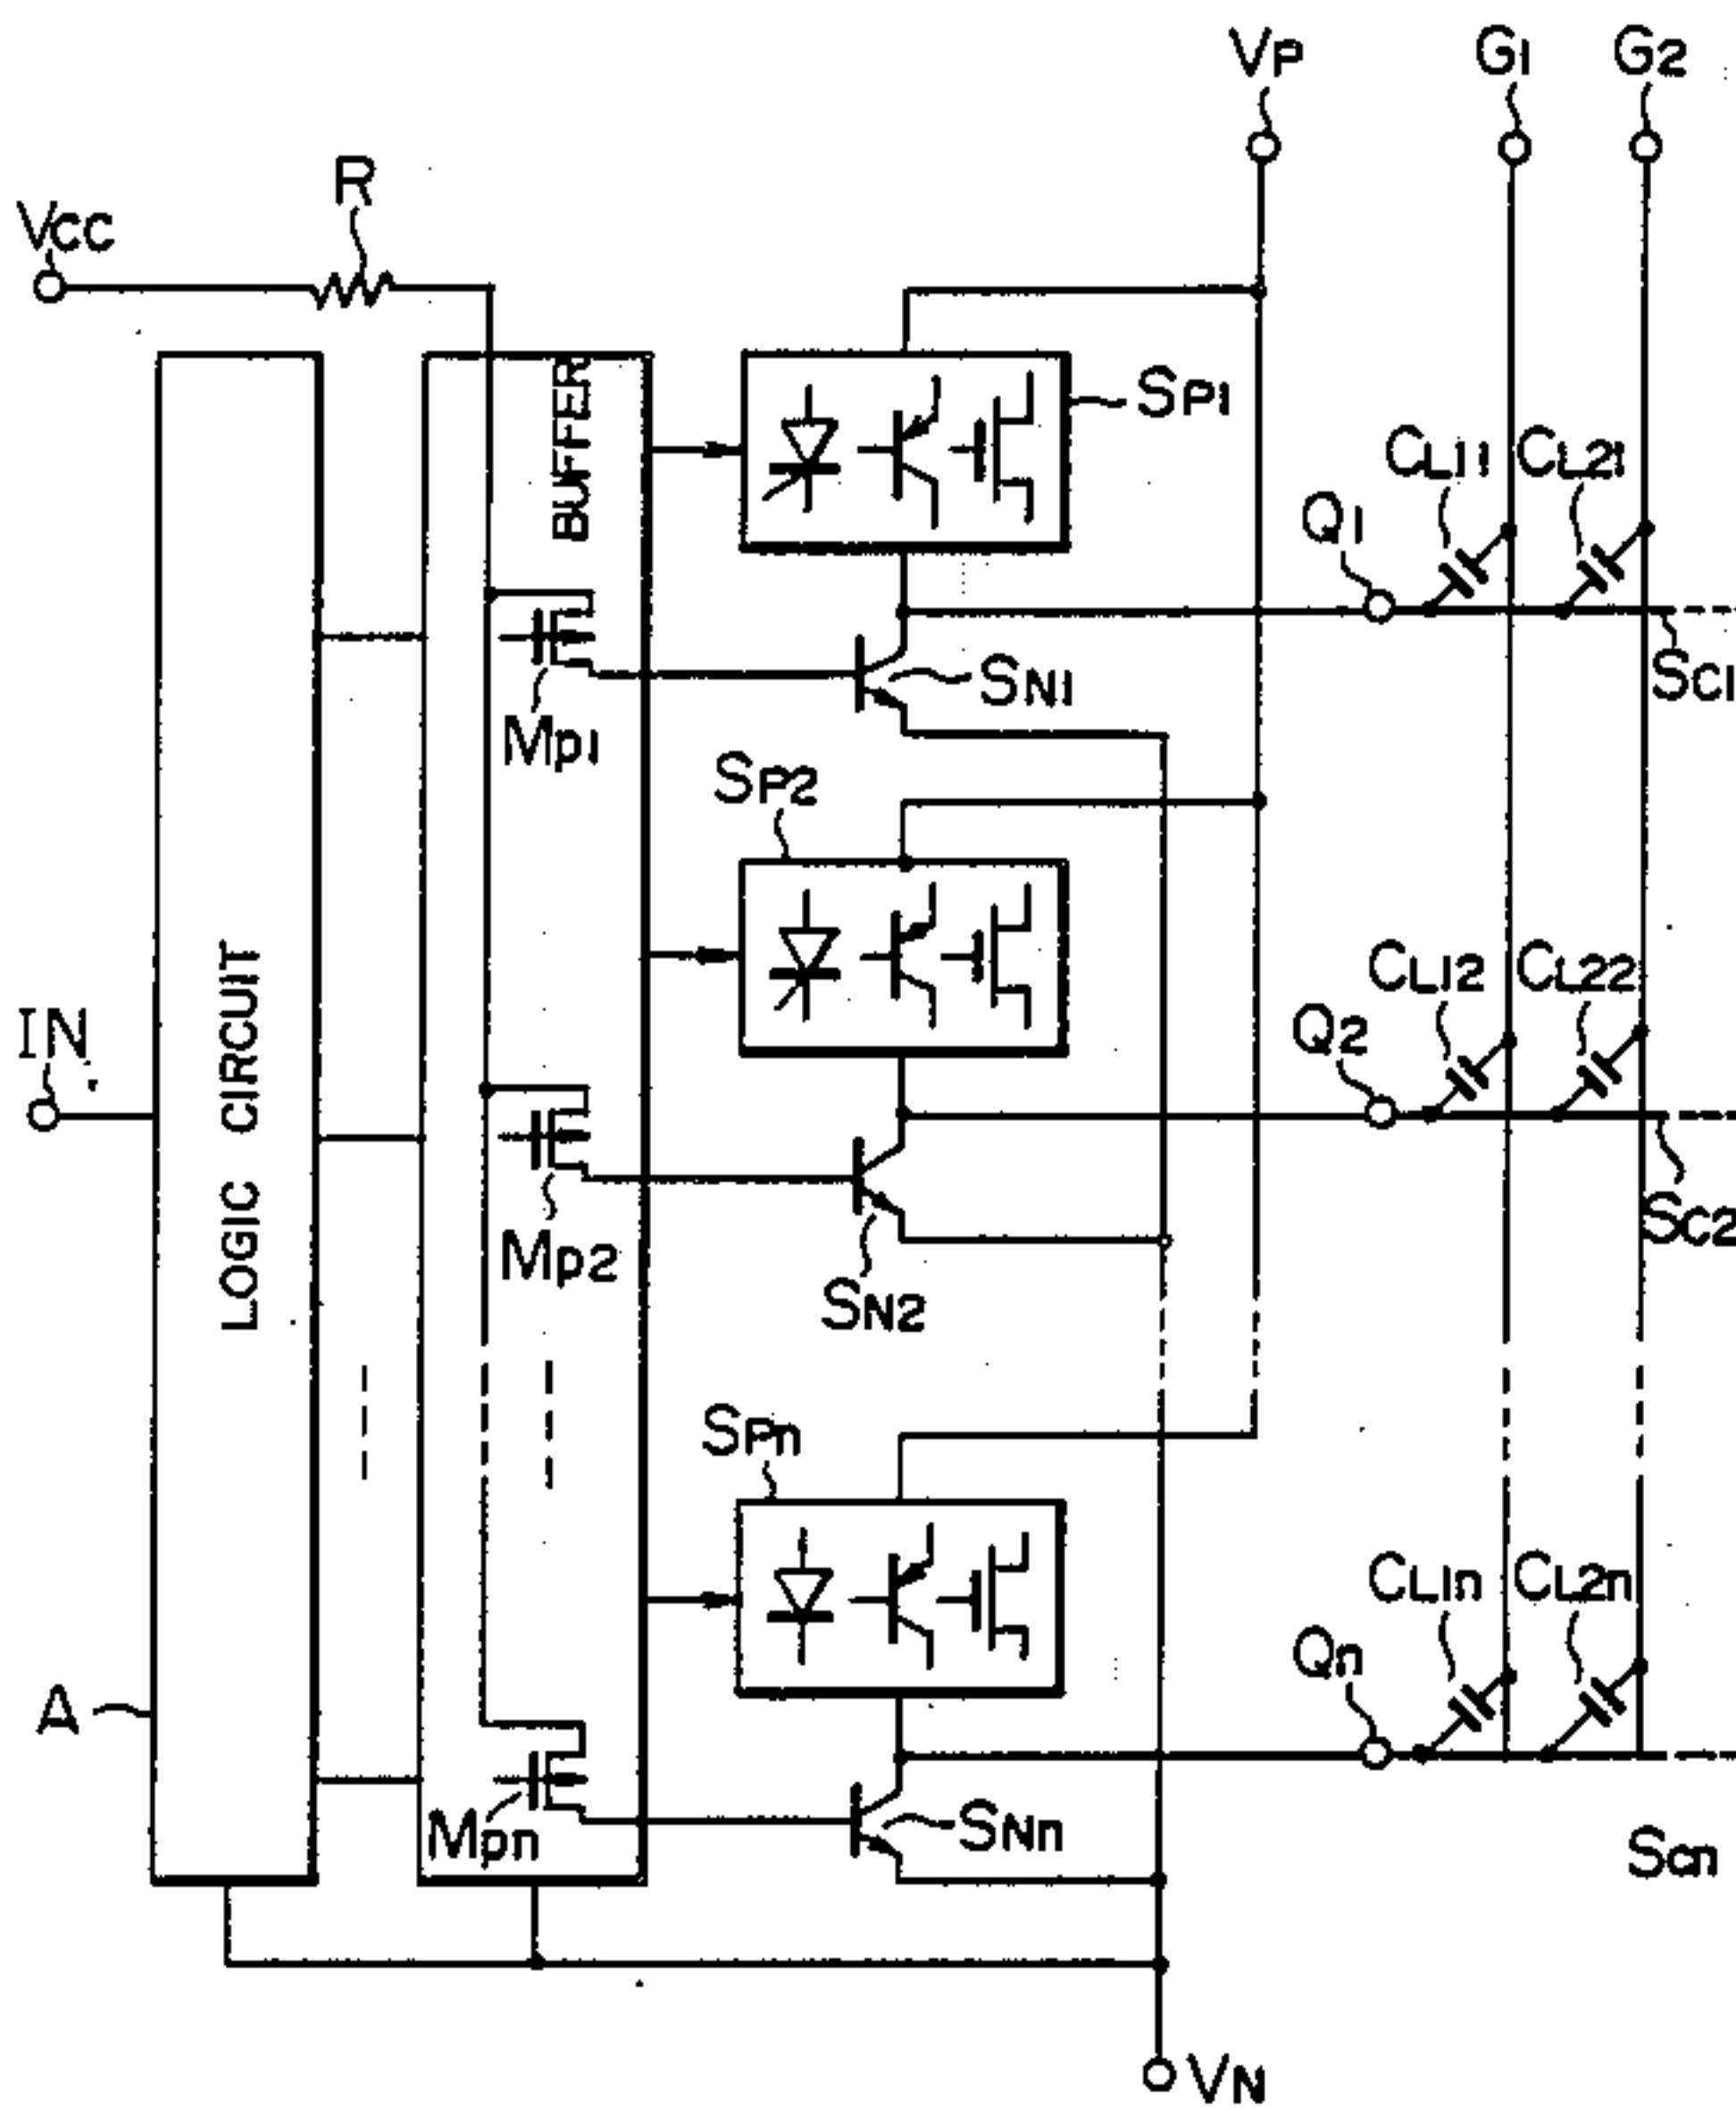 VP
G1
G2
R
VCC
BUFFER
SP1
CL11
CL21
Q1
SN1
SC1
Mp1
SP2
LOGIC CIRCUIT
CL12
CL22
IN
Q2
SC2
Mp2
SN2
SPn
CL1n
CL2n
Qn
A
Mpn
SNn
Scn
VN